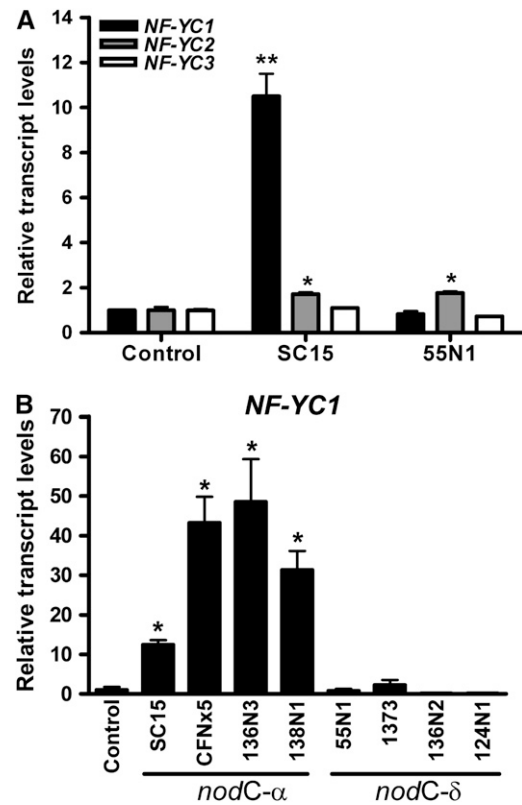 A
Relative transcript levels
14
12
10
8
6
4
2
0
NF-YC1
NF-YC2
NF-YC3
**
*
*
Control SC15 55N1
B
NF-YC1
Relative transcript levels
70
60
50
40
30
20
10
0
*
*
*
*
Control
SC15
CFNx5
136N3
138N1
55N1
1373
136N2
124N1
nodC-α nodC-δ